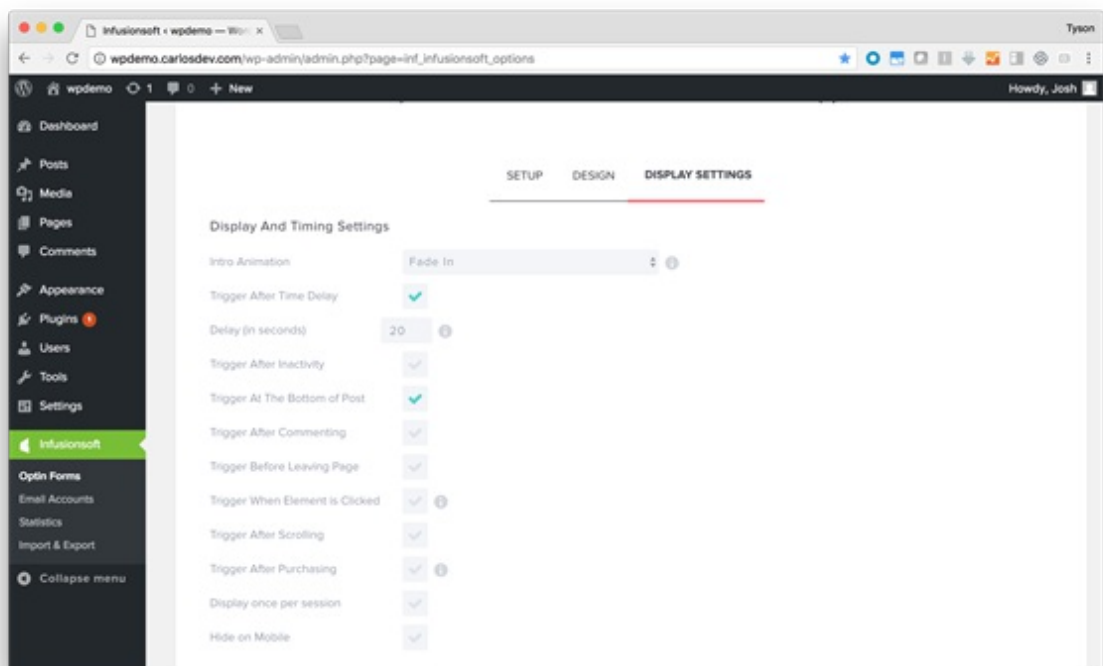 Infusionsoft ‹ wpdemo — Wor
Tyson
wpdemo.carlosdev.com/wp-admin/admin.php?page=inf_infusionsoft_options
wpdemo 1 0 + New
Howdy, Josh
Dashboard
Posts
Media
Pages
Comments
Appearance
Plugins 1
Users
Tools
Settings
Infusionsoft
Optin Forms
Email Accounts
Statistics
Import & Export
Collapse menu
SETUP DESIGN DISPLAY SETTINGS
Display And Timing Settings
Intro Animation Fade In
Trigger After Time Delay
Delay (in seconds) 20
Trigger After Inactivity
Trigger At The Bottom of Post
Trigger After Commenting
Trigger Before Leaving Page
Trigger When Element is Clicked
Trigger After Scrolling
Trigger After Purchasing
Display once per session
Hide on Mobile